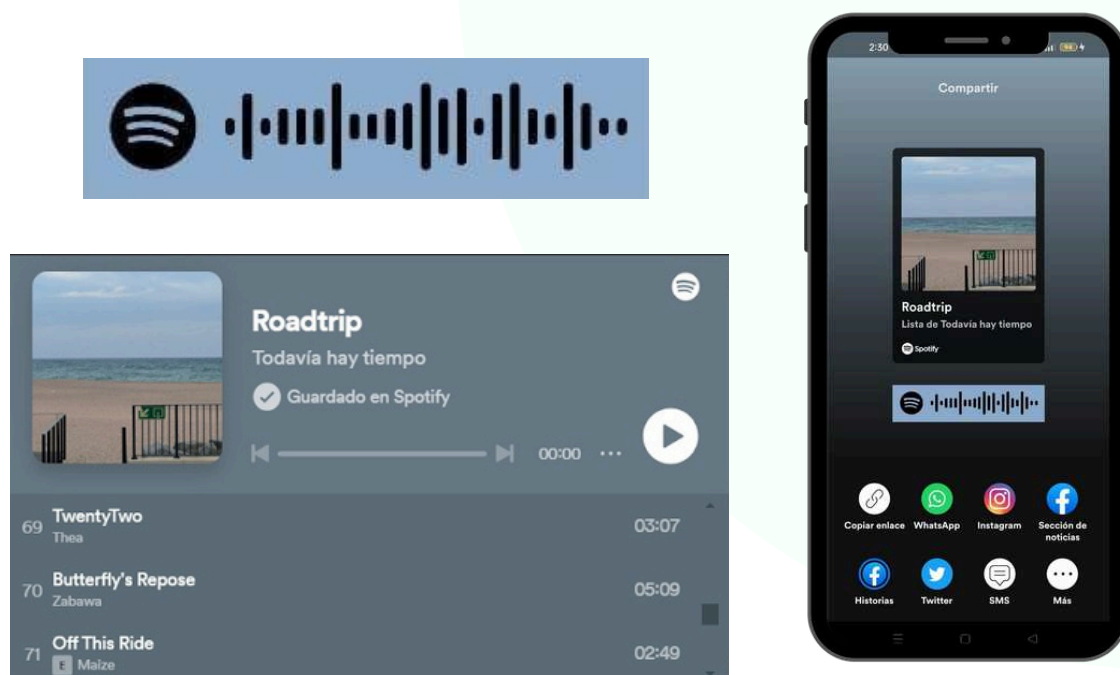 Roadtrip
Todavía hay tiempo
Guardado en Spotify
00:00 ...
69 TwentyTwo 03:07
Thea
70 Butterfly's Repose 05:09
Zabawa
71 Off This Ride 02:49
E Maize
2:30
Compartir
Roadtrip
Lista de Todavía hay tiempo
Spotify
Copiar enlace WhatsApp Instagram Sección de
noticias
Historias Twitter SMS Más